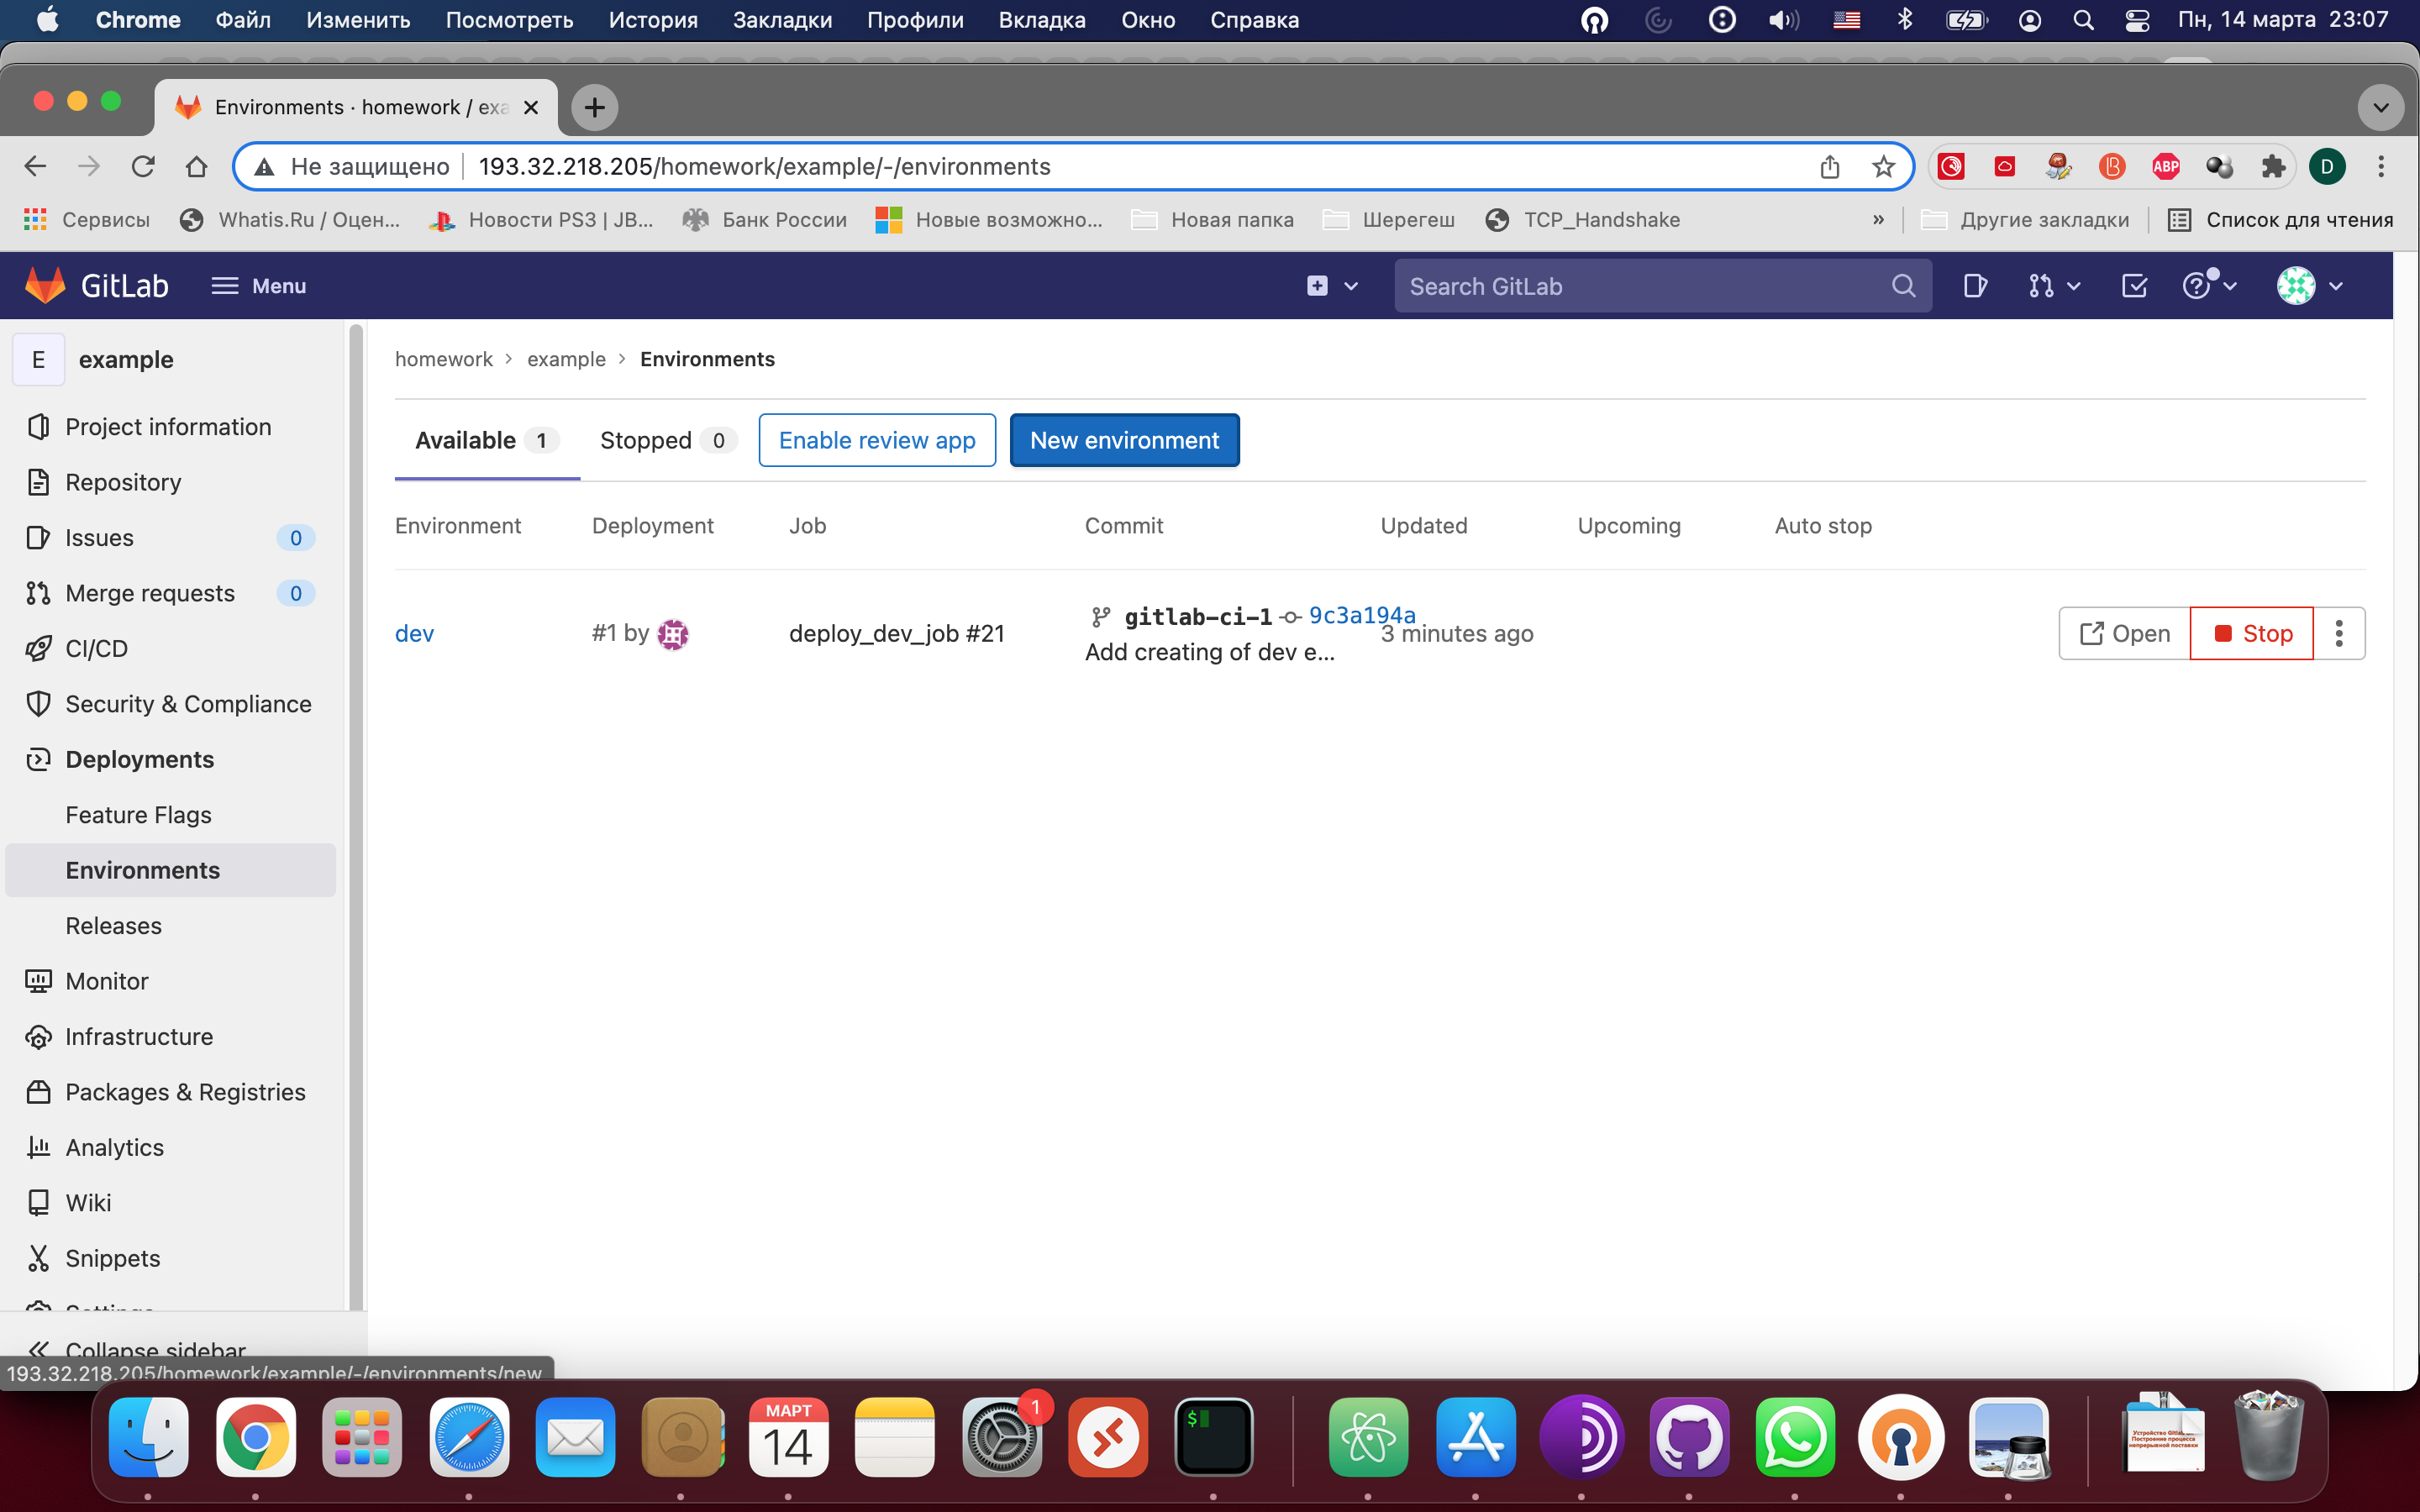 Chrome Файл Изменить Посмотреть История Закладки Профили Вкладка Окно Справка Пн, 14 марта 23:07
Environments · homework / exa
Не защищено 193.32.218.205/homework/example/-/environments ABP D
Сервисы Whatis.Ru / Оцен... Новости PS3 | JB... Банк России Новые возможно... Новая папка Шерегеш TCP_Handshake » Другие закладки Список для чтения
GitLab Menu Search GitLab
E example
homework > example > Environments
Project information
Available 1 Stopped 0 Enable review app New environment
Repository
Environment Deployment Job Commit Updated Upcoming Auto stop
Issues 0
Merge requests 0
dev #1 by deploy_dev_job #21 gitlab-ci-1 9c3a194a 3 minutes ago Open Stop
Add creating of dev e...
CI/CD
Security & Compliance
Deployments
Feature Flags
Environments
Releases
Monitor
Infrastructure
Packages & Registries
Analytics
Wiki
Snippets
Settings
Collapse sidebar
193.32.218.205/homework/example/-/environments/new
МАРТ
14
1
$